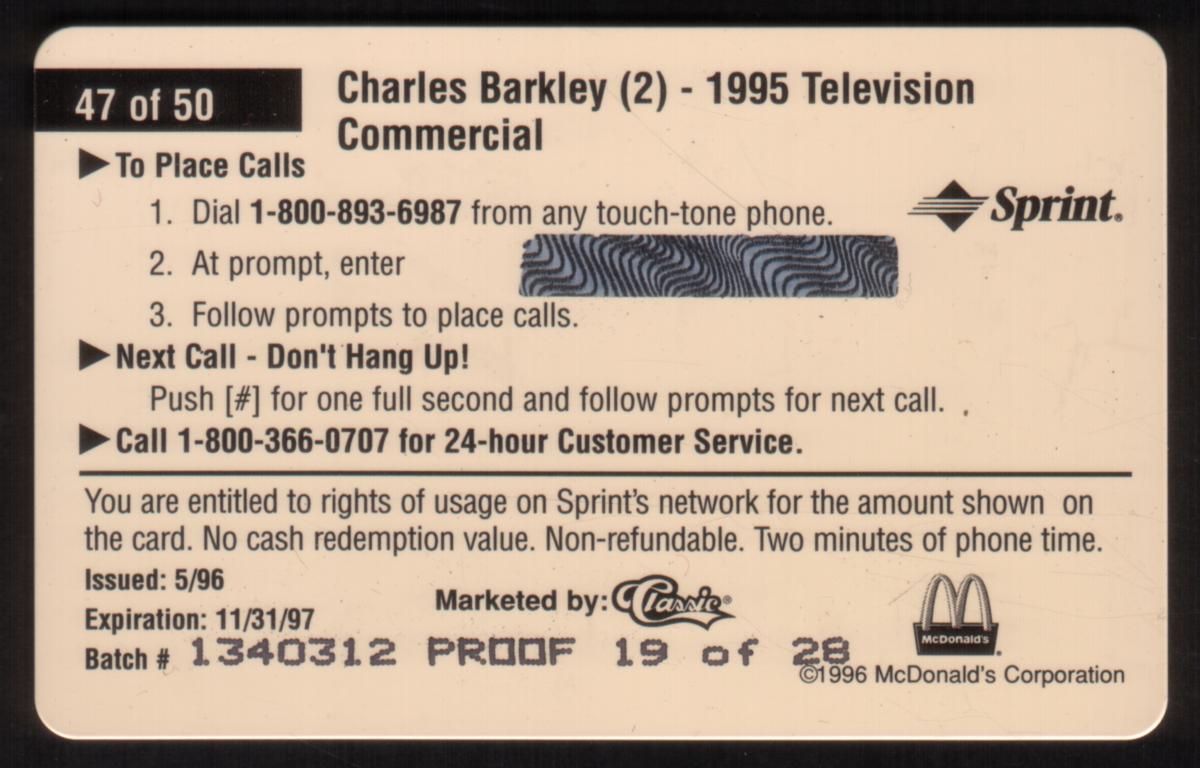 47 of 50
Charles Barkley (2) - 1995 Television
Commercial
To Place Calls
1. Dial 1-800-893-6987 from any touch-tone phone.
Sprint.
2. At prompt, enter
3. Follow prompts to place calls.
Next Call - Don't Hang Up!
Push [#] for one full second and follow prompts for next call.
Call 1-800-366-0707 for 24-hour Customer Service.
You are entitled to rights of usage on Sprint's network for the amount shown on
the card. No cash redemption value. Non-refundable. Two minutes of phone time.
Issued: 5/96
Marketed by: Classic®
Expiration: 11/31/97
McDonald's®
Batch # 1340312 PROOF 19 of 28
©1996 McDonald's Corporation